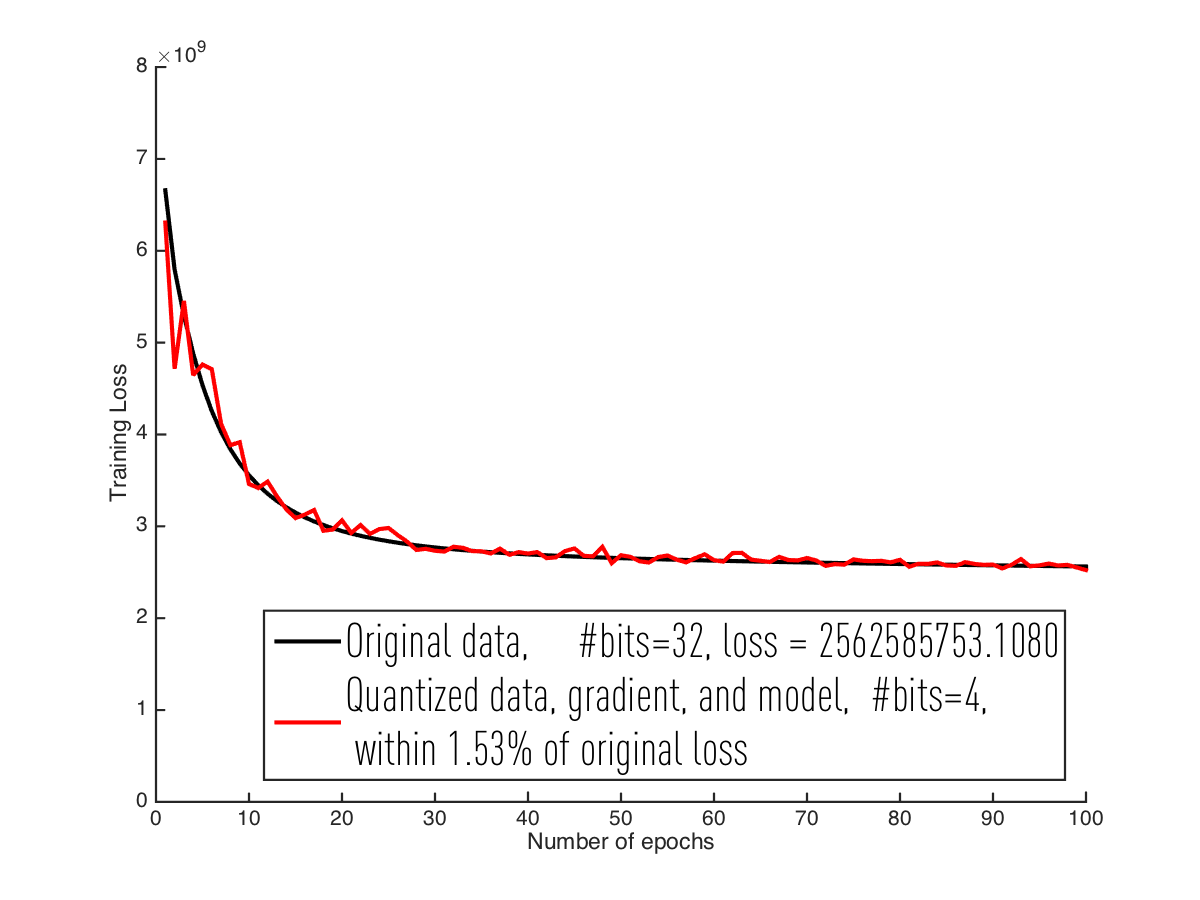 ×10^9
8
7
6
5
4
3
2
1
0
Training Loss
Original data, #bits=32, loss = 2562585753.1080
Quantized data, gradient, and model, #bits=4,
within 1.53% of original loss
0 10 20 30 40 50 60 70 80 90 100
Number of epochs